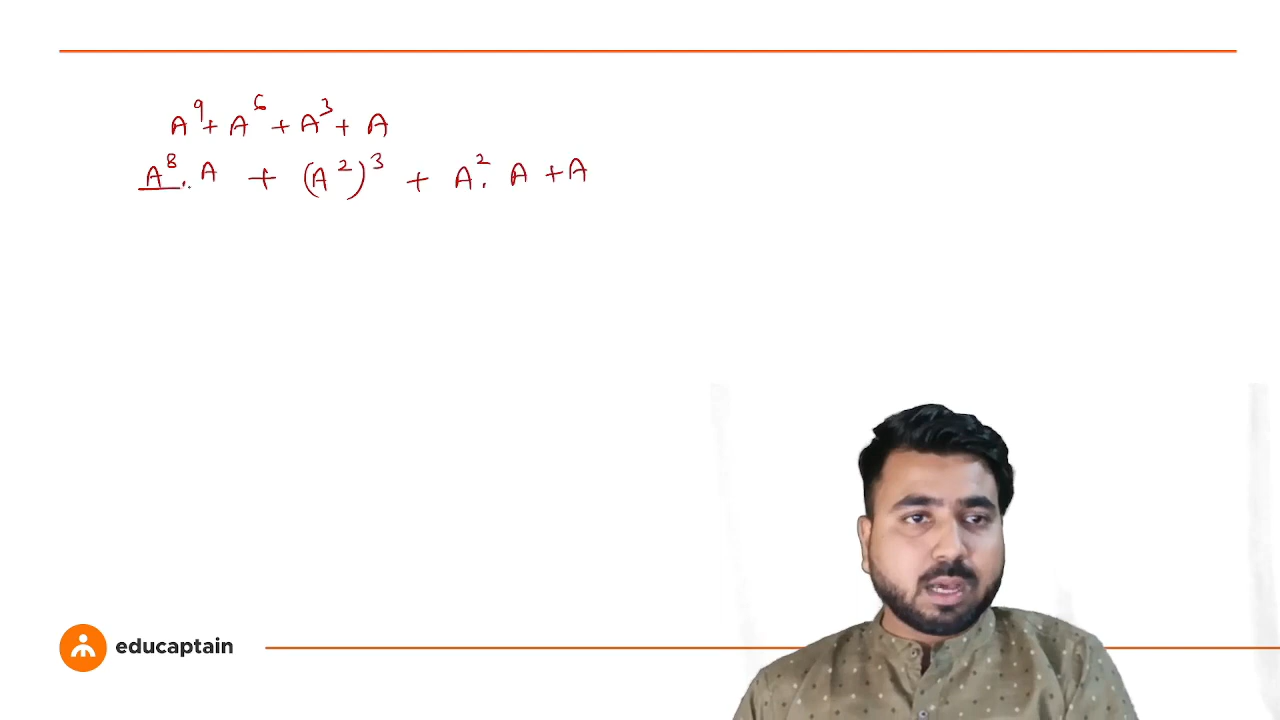 A⁹ + A⁶ + A³ + A
A⁸. A + (A²)³ + A². A + A
educaptain